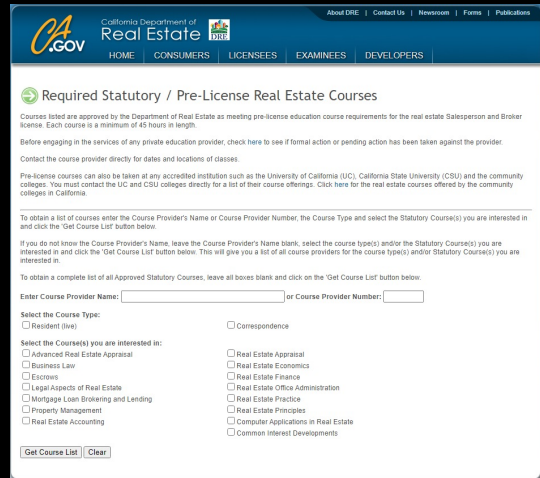 About DRE | Contact Us | Newsroom | Forms | Publications
CA
.GOV
California Department of
Real Estate
DRE
HOME | CONSUMERS | LICENSEES | EXAMINEES | DEVELOPERS
Required Statutory / Pre-License Real Estate Courses
Courses listed are approved by the Department of Real Estate as meeting pre-license education course requirements for the real estate Salesperson and Broker
license. Each course is a minimum of 45 hours in length.
Before engaging in the services of any private education provider, check here to see if formal action or pending action has been taken against the provider.
Contact the course provider directly for dates and locations of classes.
Pre-license courses can also be taken at any accredited institution such as the University of California (UC), California State University (CSU) and the community
colleges. You must contact the UC and CSU colleges directly for a list of their course offerings. Click here for the real estate courses offered by the community
colleges in California.
To obtain a list of courses enter the Course Provider's Name or Course Provider Number, the Course Type and select the Statutory Course(s) you are interested in
and click the 'Get Course List' button below.
If you do not know the Course Provider's Name, leave the Course Provider's Name blank, select the course type(s) and/or the Statutory Course(s) you are
interested in and click the 'Get Course List' button below. This will give you a list of all course providers for the course type(s) and/or Statutory Course(s) you are
interested in.
To obtain a complete list of all Approved Statutory Courses, leave all boxes blank and click on the 'Get Course List' button below.
Enter Course Provider Name: or Course Provider Number:
Select the Course Type:
Resident (live) Correspondence
Select the Course(s) you are interested in:
Advanced Real Estate Appraisal Real Estate Appraisal
Business Law Real Estate Economics
Escrows Real Estate Finance
Legal Aspects of Real Estate Real Estate Office Administration
Mortgage Loan Brokering and Lending Real Estate Practice
Property Management Real Estate Principles
Real Estate Accounting Computer Applications in Real Estate
Common Interest Developments
Get Course List Clear